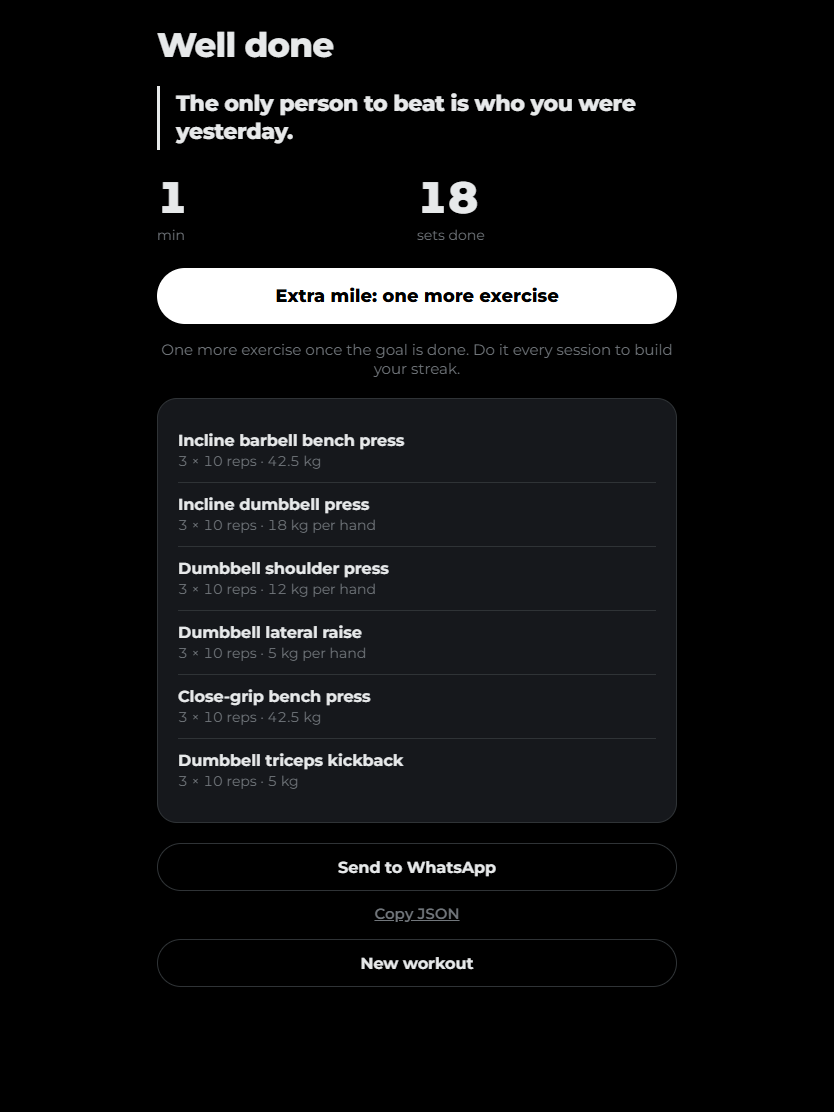 Well done
The only person to beat is who you were
yesterday.
1
min
18
sets done
Extra mile: one more exercise
One more exercise once the goal is done. Do it every session to build
your streak.
Incline barbell bench press
3 × 10 reps · 42.5 kg
Incline dumbbell press
3 × 10 reps · 18 kg per hand
Dumbbell shoulder press
3 × 10 reps · 12 kg per hand
Dumbbell lateral raise
3 × 10 reps · 5 kg per hand
Close-grip bench press
3 × 10 reps · 42.5 kg
Dumbbell triceps kickback
3 × 10 reps · 5 kg
Send to WhatsApp
Copy JSON
New workout